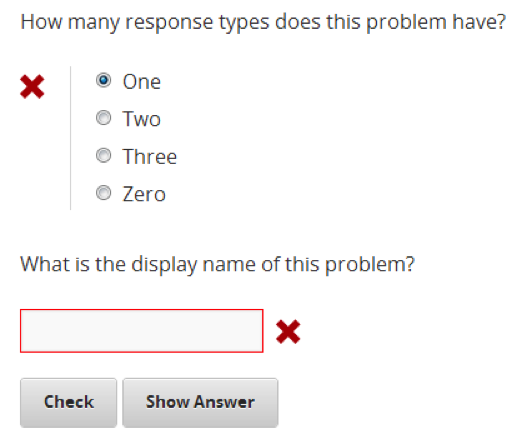 How many response types does this problem have?
One
Two
Three
Zero
What is the display name of this problem?
Check
Show Answer